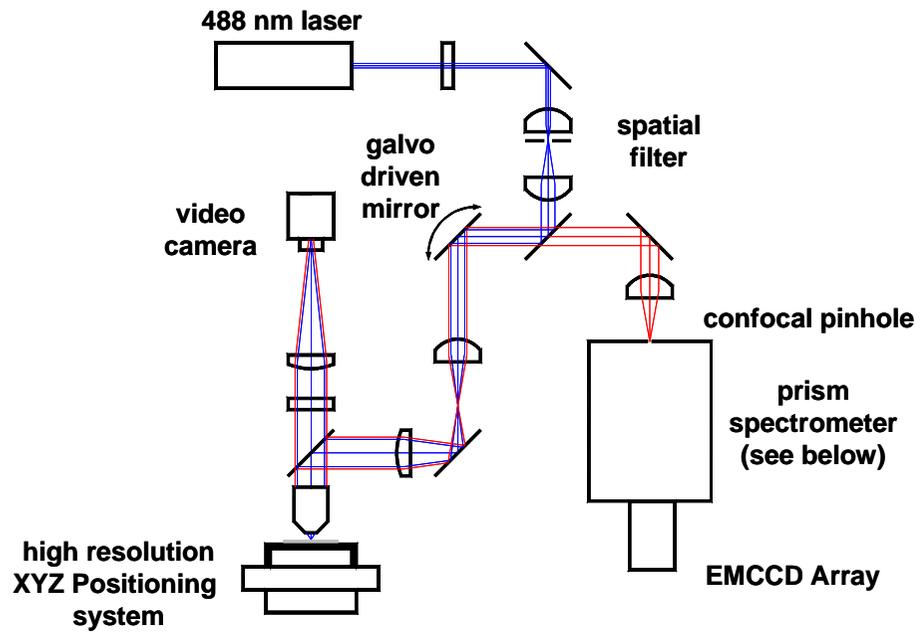 488 nm laser
spatial
filter
galvo
driven
mirror
video
camera
confocal pinhole
prism
spectrometer
(see below)
high resolution
XYZ Positioning
system
EMCCD Array